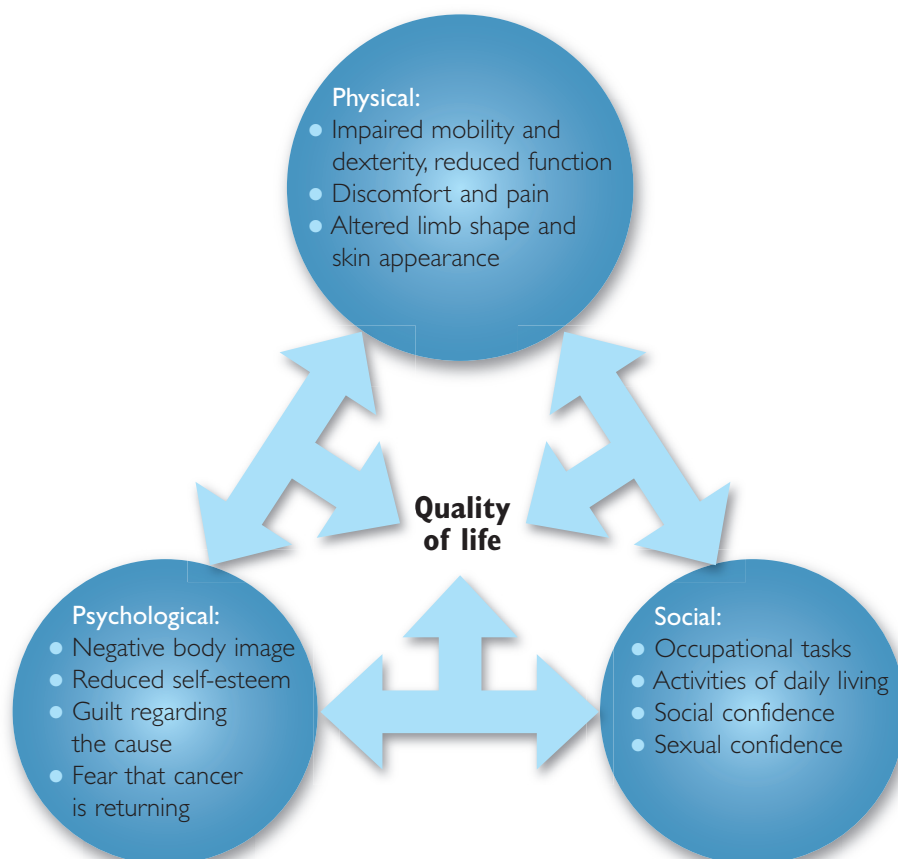 Physical:
● Impaired mobility and
dexterity, reduced function
● Discomfort and pain
● Altered limb shape and
skin appearance
Quality
of life
Psychological:
● Negative body image
● Reduced self-esteem
● Guilt regarding
the cause
● Fear that cancer
is returning
Social:
● Occupational tasks
● Activities of daily living
● Social confidence
● Sexual confidence